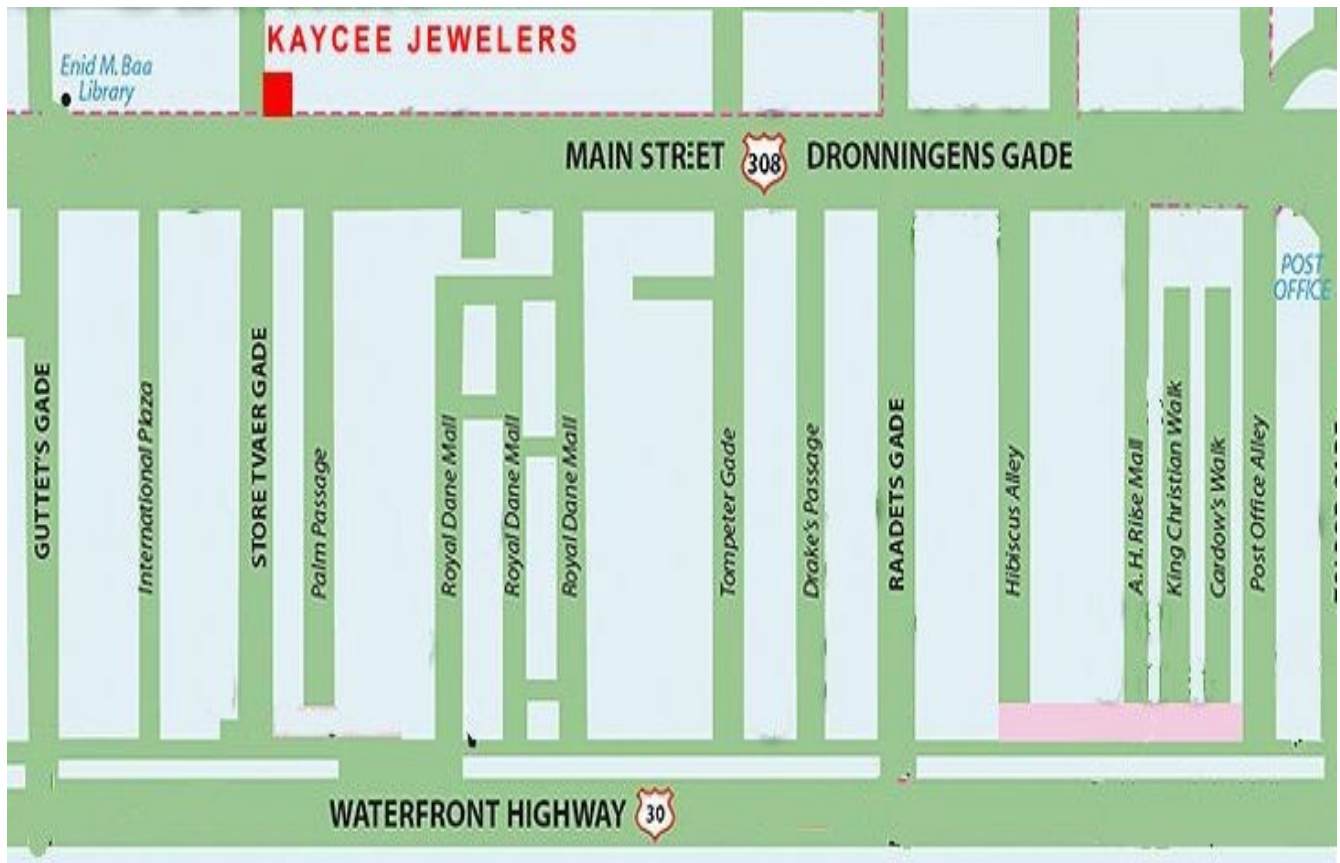 KAYCEE JEWELERS
Enid M. Baa
Library
MAIN STREET 308 DRONNINGENS GADE
POST
OFFICE
GUTTET'S GADE
International Plaza
STORE TVAER GADE
Palm Passage
Royal Dane Mall
Royal Dane Mall
Royal Dane Mall
Tompeter Gade
Drake's Passage
RAADETS GADE
Hibiscus Alley
A. H. Riise Mall
King Christian Walk
Cardow's Walk
Post Office Alley
WATERFRONT HIGHWAY 30